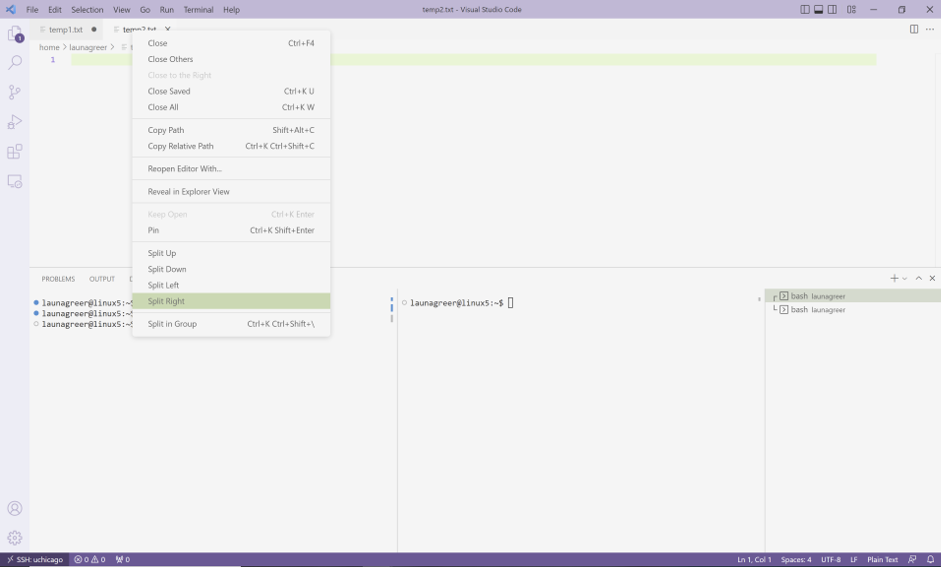 File Edit Selection View Go Run Terminal Help temp2.txt - Visual Studio Code
temp1.txt temp2.txt
home > launagreer >
1
1
Close Ctrl+F4
Close Others
Close to the Right
Close Saved Ctrl+K U
Close All Ctrl+K W
Copy Path Shift+Alt+C
Copy Relative Path Ctrl+K Ctrl+Shift+C
Reopen Editor With...
Reveal in Explorer View
Keep Open Ctrl+K Enter
Pin Ctrl+K Shift+Enter
Split Up
Split Down
Split Left
Split Right
Split in Group Ctrl+K Ctrl+Shift+\
PROBLEMS OUTPUT
launagreer@linux5:~$
launagreer@linux5:~$
launagreer@linux5:~$
launagreer@linux5:~$
bash launagreer
bash launagreer
SSH: uchicago 0 0 0 Ln 1, Col 1 Spaces: 4 UTF-8 LF Plain Text